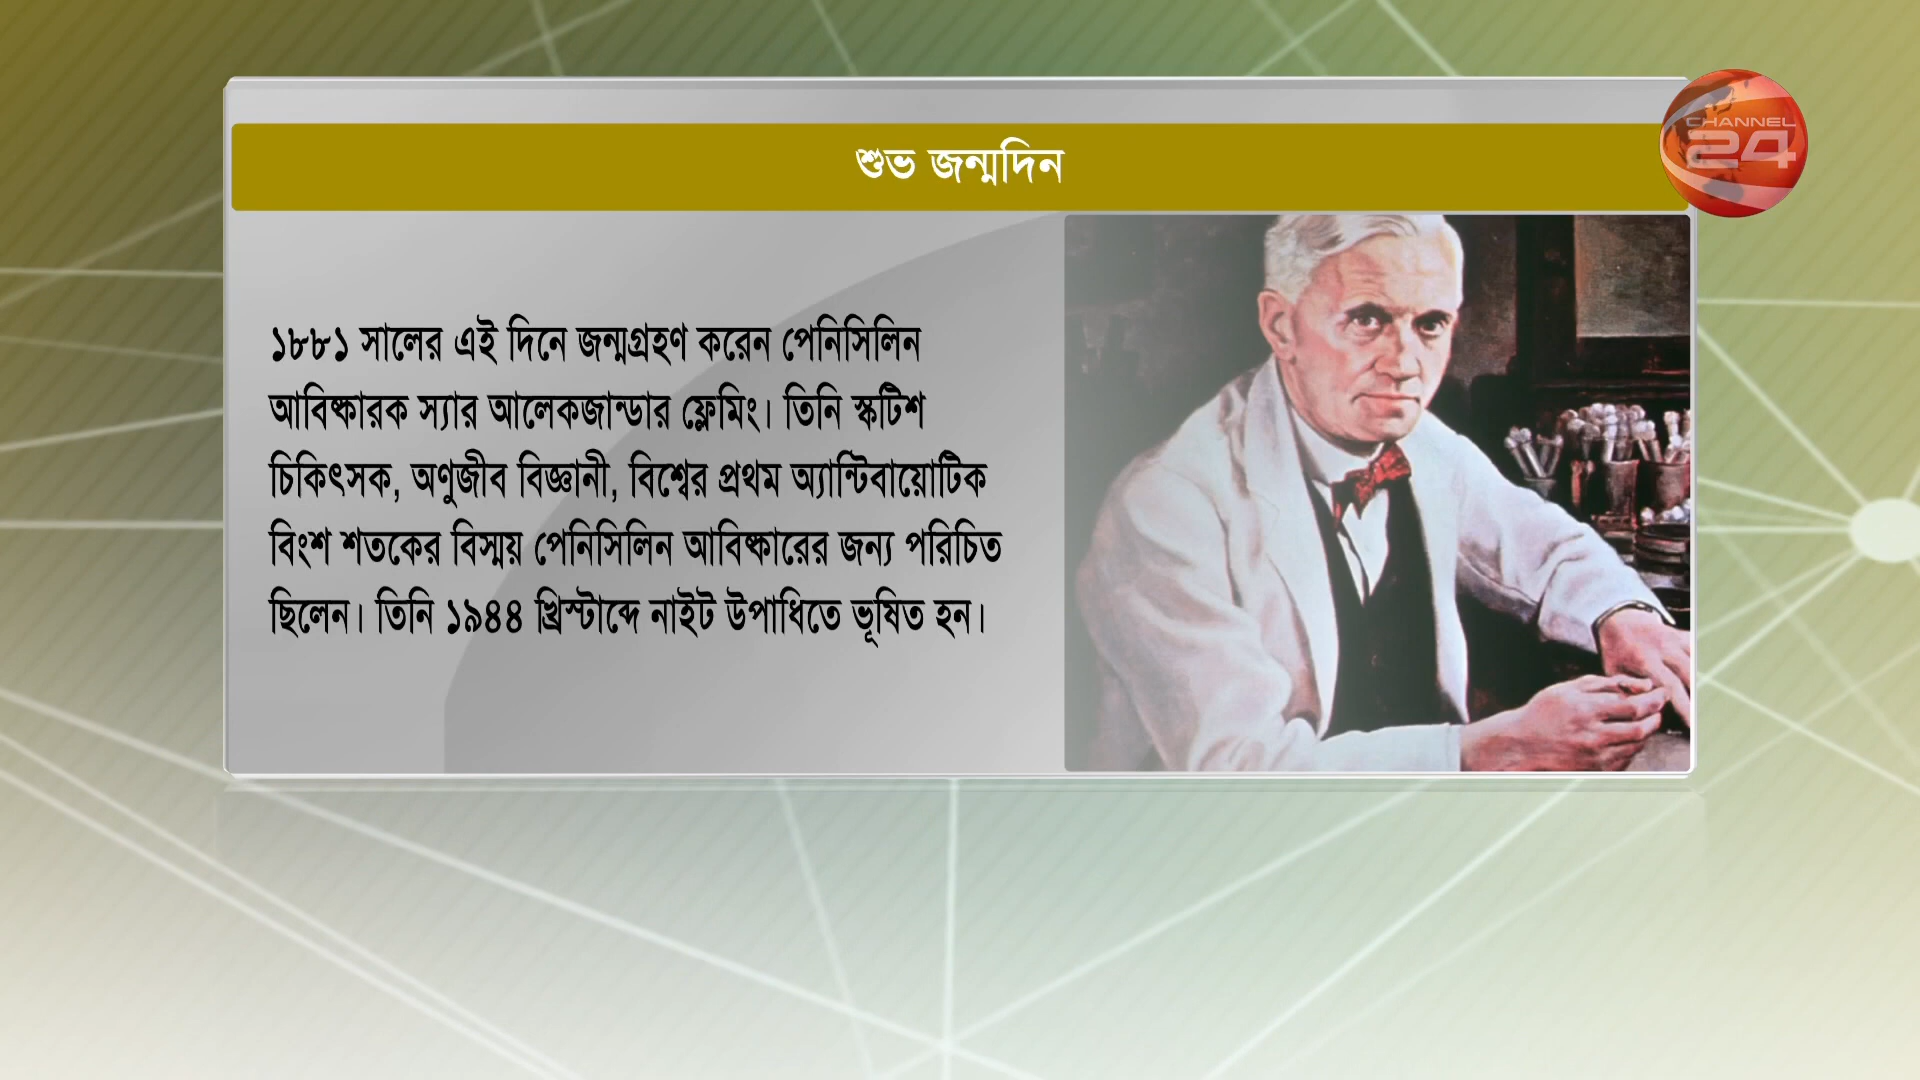 শুভ জন্মদিন
CHANNEL
24
১৮৮১ সালের এই দিনে জন্মগ্রহণ করেন পেনিসিলিন
আবিষ্কারক স্যার আলেকজান্ডার ফ্লেমিং। তিনি স্কটিশ
চিকিৎসক, অণুজীব বিজ্ঞানী, বিশ্বের প্রথম অ্যান্টিবায়োটিক
বিংশ শতকের বিস্ময় পেনিসিলিন আবিষ্কারের জন্য পরিচিত
ছিলেন। তিনি ১৯৪৪ খ্রিস্টাব্দে নাইট উপাধিতে ভূষিত হন।